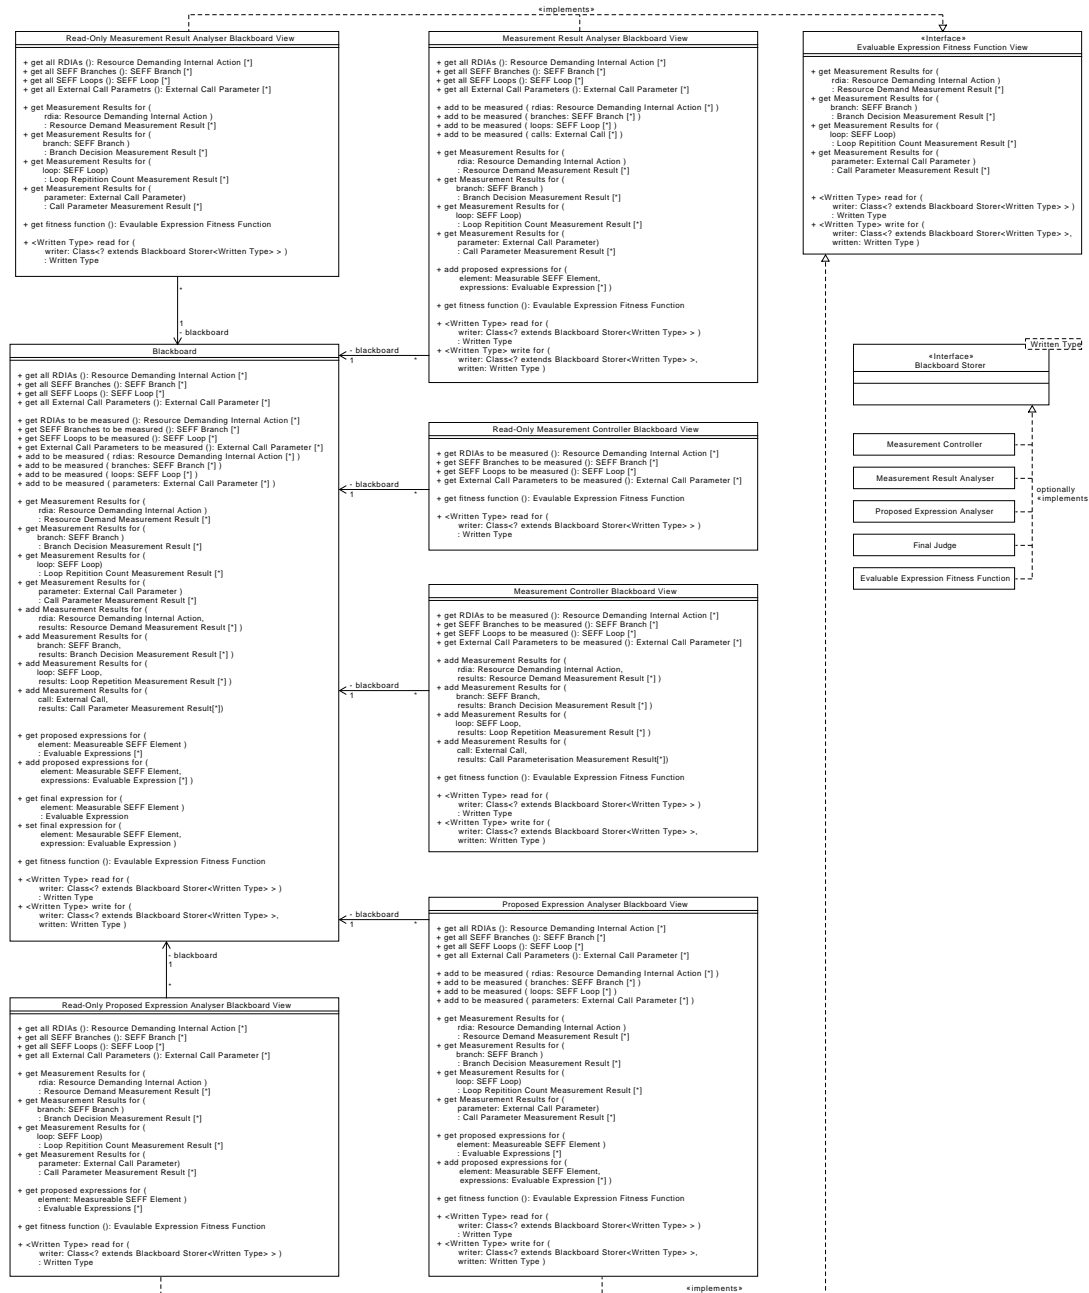 «implements»
Read-Only Measurement Result Analyser Blackboard View
+ get all RDIAs (): Resource Demanding Internal Action [*]
+ get all SEFF Branches (): SEFF Branch [*]
+ get all SEFF Loops (): SEFF Loop [*]
+ get all External Call Parametrs (): External Call Parameter [*]
+ get Measurement Results for (
rdia: Resource Demanding Internal Action )
: Resource Demand Measurement Result [*]
+ get Measurement Results for (
branch: SEFF Branch )
: Branch Decision Measurement Result [*]
+ get Measurement Results for (
loop: SEFF Loop)
: Loop Repitition Count Measurement Result [*]
+ get Measurement Results for (
parameter: External Call Parameter)
: Call Parameter Measurement Result [*]
+ get fitness function (): Evaulable Expression Fitness Function
+ <Written Type> read for (
writer: Class<? extends Blackboard Storer<Written Type> > )
: Written Type
*
1
- blackboard
Measurement Result Analyser Blackboard View
+ get all RDIAs (): Resource Demanding Internal Action [*]
+ get all SEFF Branches (): SEFF Branch [*]
+ get all SEFF Loops (): SEFF Loop [*]
+ get all External Call Parameters (): External Call Parameter [*]
+ add to be measured ( rdias: Resource Demanding Internal Action [*] )
+ add to be measured ( branches: SEFF Branch [*] )
+ add to be measured ( loops: SEFF Loop [*] )
+ add to be measured ( calls: External Call [*] )
+ get Measurement Results for (
rdia: Resource Demanding Internal Action )
: Resource Demand Measurement Result [*]
+ get Measurement Results for (
branch: SEFF Branch )
: Branch Decision Measurement Result [*]
+ get Measurement Results for (
loop: SEFF Loop)
: Loop Repitition Count Measurement Result [*]
+ get Measurement Results for (
parameter: External Call Parameter)
: Call Parameter Measurement Result [*]
+ add proposed expressions for (
element: Measurable SEFF Element,
expressions: Evaluable Expression [*] )
+ get fitness function (): Evaulable Expression Fitness Function
+ <Written Type> read for (
writer: Class<? extends Blackboard Storer<Written Type> > )
: Written Type
+ <Written Type> write for (
writer: Class<? extends Blackboard Storer<Written Type> >,
written: Written Type )
- blackboard
1
*
«Interface»
Evaluable Expression Fitness Function View
+ get Measurement Results for (
rdia: Resource Demanding Internal Action )
: Resource Demand Measurement Result [*]
+ get Measurement Results for (
branch: SEFF Branch )
: Branch Decision Measurement Result [*]
+ get Measurement Results for (
loop: SEFF Loop)
: Loop Repitition Count Measurement Result [*]
+ get Measurement Results for (
parameter: External Call Parameter )
: Call Parameter Measurement Result [*]
+ <Written Type> read for (
writer: Class<? extends Blackboard Storer<Written Type> > )
: Written Type
+ <Written Type> write for (
writer: Class<? extends Blackboard Storer<Written Type> >,
written: Written Type )
Blackboard
+ get all RDIAs (): Resource Demanding Internal Action [*]
+ get all SEFF Branches (): SEFF Branch [*]
+ get all SEFF Loops (): SEFF Loop [*]
+ get all External Call Parameters (): External Call Parameter [*]
+ get RDIAs to be measured (): Resource Demanding Internal Action [*]
+ get SEFF Branches to be measured (): SEFF Branch [*]
+ get SEFF Loops to be measured (): SEFF Loop [*]
+ get External Call Parameters to be measured (): External Call Parameter [*]
+ add to be measured ( rdias: Resource Demanding Internal Action [*] )
+ add to be measured ( branches: SEFF Branch [*] )
+ add to be measured ( loops: SEFF Loop [*] )
+ add to be measured ( parameters: External Call Parameter [*] )
+ get Measurement Results for (
rdia: Resource Demanding Internal Action )
: Resource Demand Measurement Result [*]
+ get Measurement Results for (
branch: SEFF Branch )
: Branch Decision Measurement Result [*]
+ get Measurement Results for (
loop: SEFF Loop)
: Loop Repitition Count Measurement Result [*]
+ get Measurement Results for (
parameter: External Call Parameter )
: Call Parameter Measurement Result [*]
+ add Measurement Results for (
rdia: Resource Demanding Internal Action,
results: Resource Demand Measurement Result [*] )
+ add Measurement Results for (
branch: SEFF Branch,
results: Branch Decision Measurement Result [*] )
+ add Measurement Results for (
loop: SEFF Loop,
results: Loop Repetition Measurement Result [*] )
+ add Measurement Results for (
call: External Call,
results: Call Parameter Measurement Result[*])
+ get proposed expressions for (
element: Measureable SEFF Element )
: Evaluable Expressions [*]
+ add proposed expressions for (
element: Measurable SEFF Element,
expressions: Evaluable Expression [*] )
+ get final expression for (
element: Measurable SEFF Element )
: Evaluable Expression
+ set final expression for (
element: Mesaurable SEFF Element,
expression: Evaluable Expression )
+ get fitness function (): Evaulable Expression Fitness Function
+ <Written Type> read for (
writer: Class<? extends Blackboard Storer<Written Type> > )
: Written Type
+ <Written Type> write for (
writer: Class<? extends Blackboard Storer<Written Type> >,
written: Written Type )
Read-Only Measurement Controller Blackboard View
+ get RDIAs to be measured (): Resource Demanding Internal Action [*]
+ get SEFF Branches to be measured (): SEFF Branch [*]
+ get SEFF Loops to be measured (): SEFF Loop [*]
+ get External Call Parameters to be measured (): External Call Parameter [*]
+ get fitness function (): Evaulable Expression Fitness Function
+ <Written Type> read for (
writer: Class<? extends Blackboard Storer<Written Type> > )
: Written Type
- blackboard
1
*
Written Type
«Interface»
Blackboard Storer
Measurement Controller
Measurement Result Analyser
Proposed Expression Analyser
Final Judge
Evaluable Expression Fitness Function
optionally
«implements
Measurement Controller Blackboard View
+ get RDIAs to be measured (): Resource Demanding Internal Action [*]
+ get SEFF Branches to be measured (): SEFF Branch [*]
+ get SEFF Loops to be measured (): SEFF Loop [*]
+ get External Call Parameters to be measured (): External Call Parameter [*]
+ add Measurement Results for (
rdia: Resource Demanding Internal Action,
results: Resource Demand Measurement Result [*] )
+ add Measurement Results for (
branch: SEFF Branch,
results: Branch Decision Measurement Result [*] )
+ add Measurement Results for (
loop: SEFF Loop,
results: Loop Repetition Measurement Result [*] )
+ add Measurement Results for (
call: External Call,
results: Call Parameterisation Measurement Result[*])
+ get fitness function (): Evaulable Expression Fitness Function
+ <Written Type> read for (
writer: Class<? extends Blackboard Storer<Written Type> > )
: Written Type
+ <Written Type> write for (
writer: Class<? extends Blackboard Storer<Written Type> >,
written: Written Type )
- blackboard
1
*
Proposed Expression Analyser Blackboard View
+ get all RDIAs (): Resource Demanding Internal Action [*]
+ get all SEFF Branches (): SEFF Branch [*]
+ get all SEFF Loops (): SEFF Loop [*]
+ get all External Call Parameters (): External Call Parameter [*]
+ add to be measured ( rdias: Resource Demanding Internal Action [*] )
+ add to be measured ( branches: SEFF Branch [*] )
+ add to be measured ( loops: SEFF Loop [*] )
+ add to be measured ( parameters: External Call Parameter [*] )
+ get Measurement Results for (
rdia: Resource Demanding Internal Action )
: Resource Demand Measurement Result [*]
+ get Measurement Results for (
branch: SEFF Branch )
: Branch Decision Measurement Result [*]
+ get Measurement Results for (
loop: SEFF Loop)
: Loop Repitition Count Measurement Result [*]
+ get Measurement Results for (
parameter: External Call Parameter)
: Call Parameter Measurement Result [*]
+ get proposed expressions for (
element: Measureable SEFF Element )
: Evaluable Expressions [*]
+ add proposed expressions for (
element: Measurable SEFF Element,
expressions: Evaluable Expression [*] )
+ get fitness function (): Evaulable Expression Fitness Function
+ <Written Type> read for (
writer: Class<? extends Blackboard Storer<Written Type> > )
: Written Type
+ <Written Type> write for (
writer: Class<? extends Blackboard Storer<Written Type> >,
written: Written Type )
- blackboard
1
*
- blackboard
1
*
Read-Only Proposed Expression Analyser Blackboard View
+ get all RDIAs (): Resource Demanding Internal Action [*]
+ get all SEFF Branches (): SEFF Branch [*]
+ get all SEFF Loops (): SEFF Loop [*]
+ get all External Call Parameters (): External Call Parameter [*]
+ get Measurement Results for (
rdia: Resource Demanding Internal Action )
: Resource Demand Measurement Result [*]
+ get Measurement Results for (
branch: SEFF Branch )
: Branch Decision Measurement Result [*]
+ get Measurement Results for (
loop: SEFF Loop)
: Loop Repitition Count Measurement Result [*]
+ get Measurement Results for (
parameter: External Call Parameter)
: Call Parameter Measurement Result [*]
+ get proposed expressions for (
element: Measureable SEFF Element )
: Evaluable Expressions [*]
+ get fitness function (): Evaulable Expression Fitness Function
+ <Written Type> read for (
writer: Class<? extends Blackboard Storer<Written Type> > )
: Written Type
«implements»